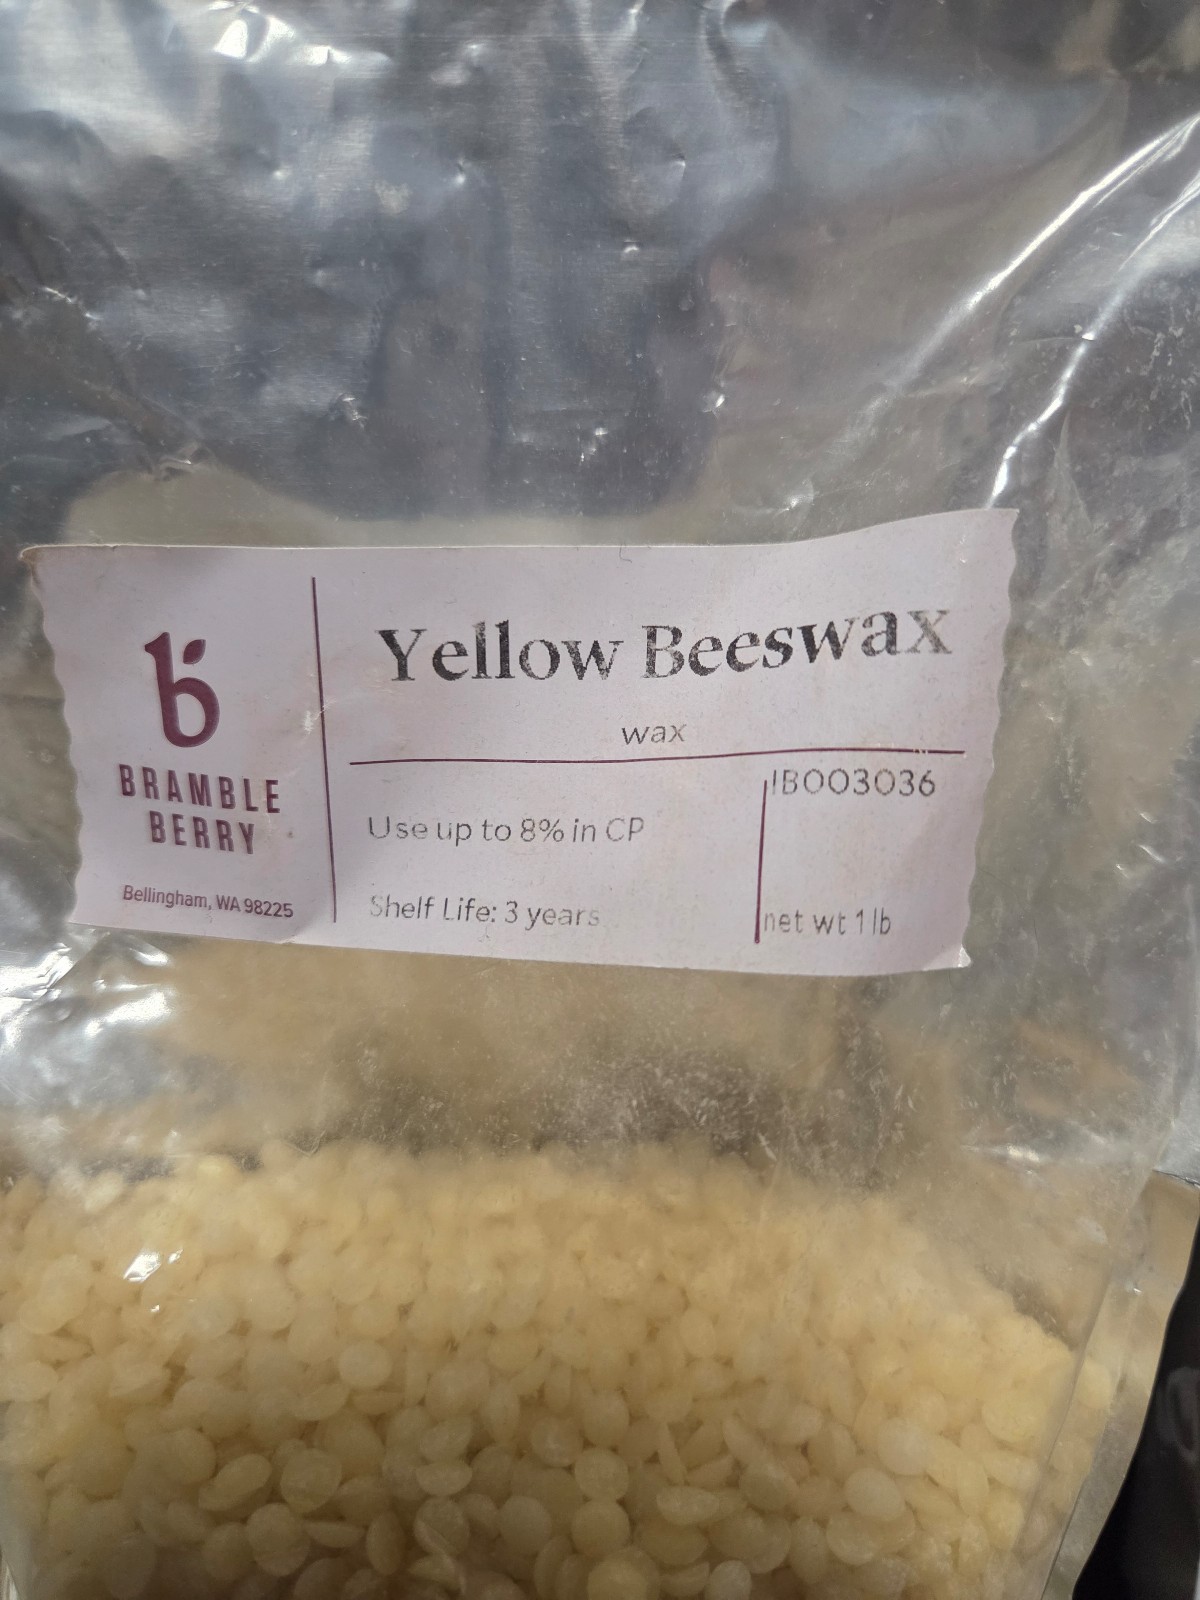 b
BRAMBLE
BERRY
Bellingham, WA 98225
Yellow Beeswax
wax
Use up to 8% in CP
Shelf Life: 3 years
IB003036
net wt 1 lb